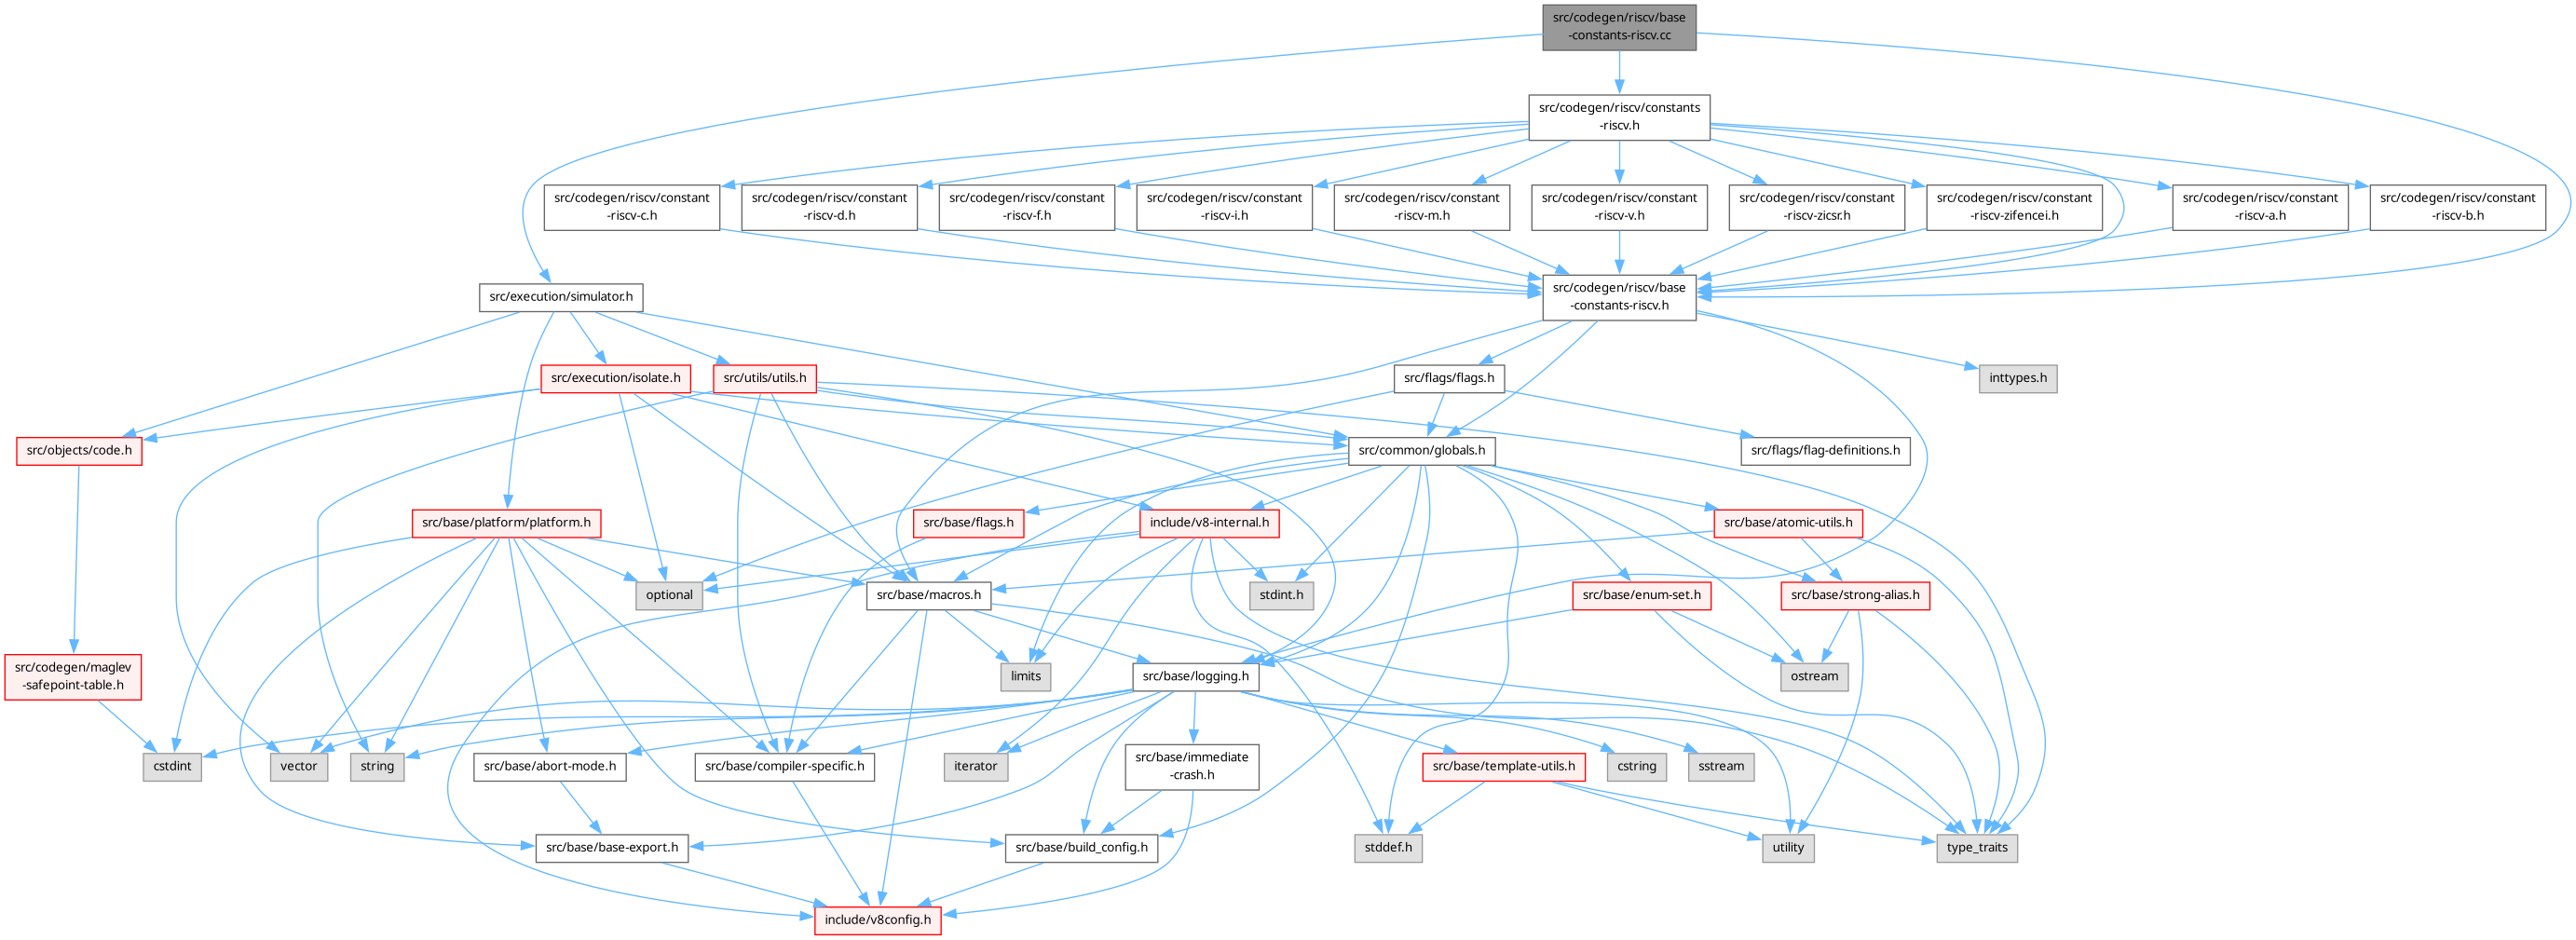 src/codegen/riscv/base
-constants-riscv.cc
src/codegen/riscv/constants
-riscv.h
src/codegen/riscv/constant
-riscv-c.h
src/codegen/riscv/constant
-riscv-d.h
src/codegen/riscv/constant
-riscv-f.h
src/codegen/riscv/constant
-riscv-i.h
src/codegen/riscv/constant
-riscv-m.h
src/codegen/riscv/constant
-riscv-v.h
src/codegen/riscv/constant
-riscv-zicsr.h
src/codegen/riscv/constant
-riscv-zifencei.h
src/codegen/riscv/constant
-riscv-a.h
src/codegen/riscv/constant
-riscv-b.h
src/execution/simulator.h
src/codegen/riscv/base
-constants-riscv.h
src/execution/isolate.h
src/utils/utils.h
src/flags/flags.h
inttypes.h
src/objects/code.h
src/common/globals.h
src/flags/flag-definitions.h
src/base/platform/platform.h
src/base/flags.h
include/v8-internal.h
src/base/atomic-utils.h
optional
src/base/macros.h
stdint.h
src/base/enum-set.h
src/base/strong-alias.h
src/codegen/maglev
-safepoint-table.h
limits
src/base/logging.h
ostream
cstdint
vector
string
src/base/abort-mode.h
src/base/compiler-specific.h
iterator
src/base/immediate
-crash.h
src/base/template-utils.h
cstring
sstream
src/base/base-export.h
src/base/build_config.h
stddef.h
utility
type_traits
include/v8config.h